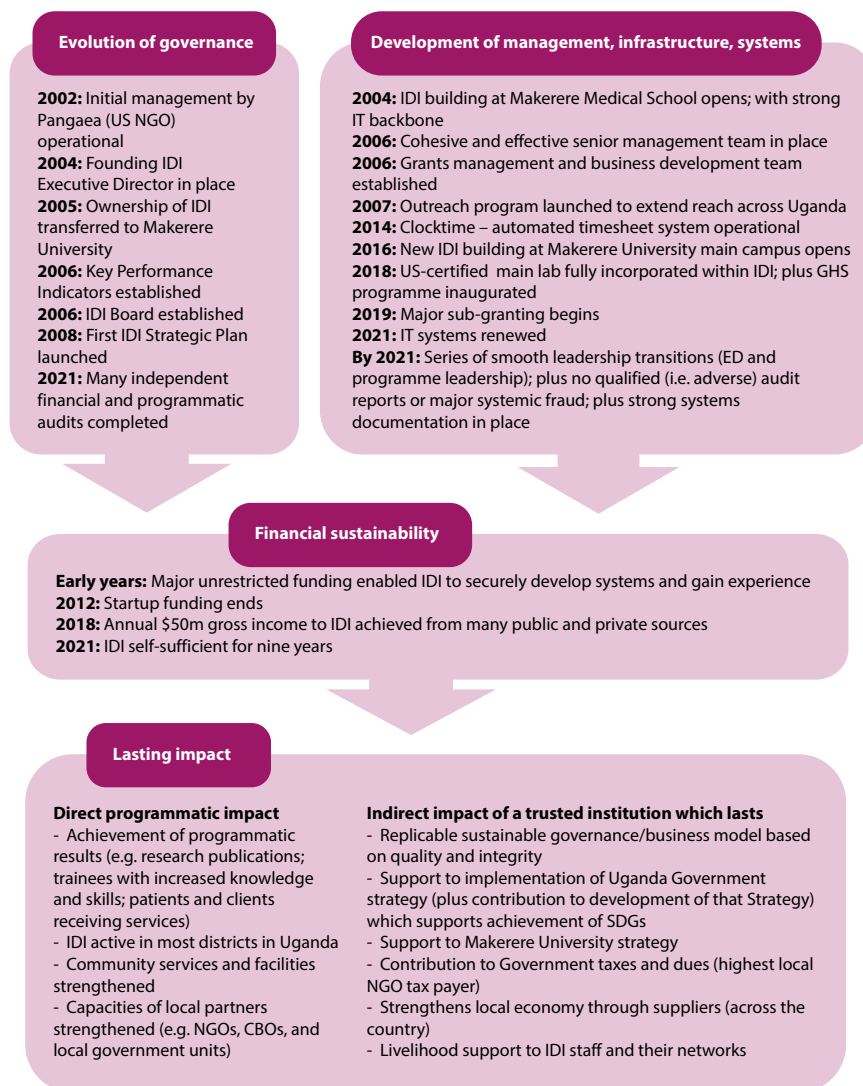 Evolution of governance
2002: Initial management by
Pangaea (US NGO)
operational
2004: Founding IDI
Executive Director in place
2005: Ownership of IDI
transferred to Makerere
University
2006: Key Performance
Indicators established
2006: IDI Board established
2008: First IDI Strategic Plan
launched
2021: Many independent
financial and programmatic
audits completed
Development of management, infrastructure, systems
2004: IDI building at Makerere Medical School opens; with strong
IT backbone
2006: Cohesive and effective senior management team in place
2006: Grants management and business development team
established
2007: Outreach program launched to extend reach across Uganda
2014: Clocktime – automated timesheet system operational
2016: New IDI building at Makerere University main campus opens
2018: US-certified main lab fully incorporated within IDI; plus GHS
programme inaugurated
2019: Major sub-granting begins
2021: IT systems renewed
By 2021: Series of smooth leadership transitions (ED and
programme leadership); plus no qualified (i.e. adverse) audit
reports or major systemic fraud; plus strong systems
documentation in place
Financial sustainability
Early years: Major unrestricted funding enabled IDI to securely develop systems and gain experience
2012: Startup funding ends
2018: Annual $50m gross income to IDI achieved from many public and private sources
2021: IDI self-sufficient for nine years
Lasting impact
Direct programmatic impact
- Achievement of programmatic
results (e.g. research publications;
trainees with increased knowledge
and skills; patients and clients
receiving services)
- IDI active in most districts in Uganda
- Community services and facilities
strengthened
- Capacities of local partners
strengthened (e.g. NGOs, CBOs, and
local government units)
Indirect impact of a trusted institution which lasts
- Replicable sustainable governance/business model based
on quality and integrity
- Support to implementation of Uganda Government
strategy (plus contribution to development of that Strategy)
which supports achievement of SDGs
- Support to Makerere University strategy
- Contribution to Government taxes and dues (highest local
NGO tax payer)
- Strengthens local economy through suppliers (across the
country)
- Livelihood support to IDI staff and their networks